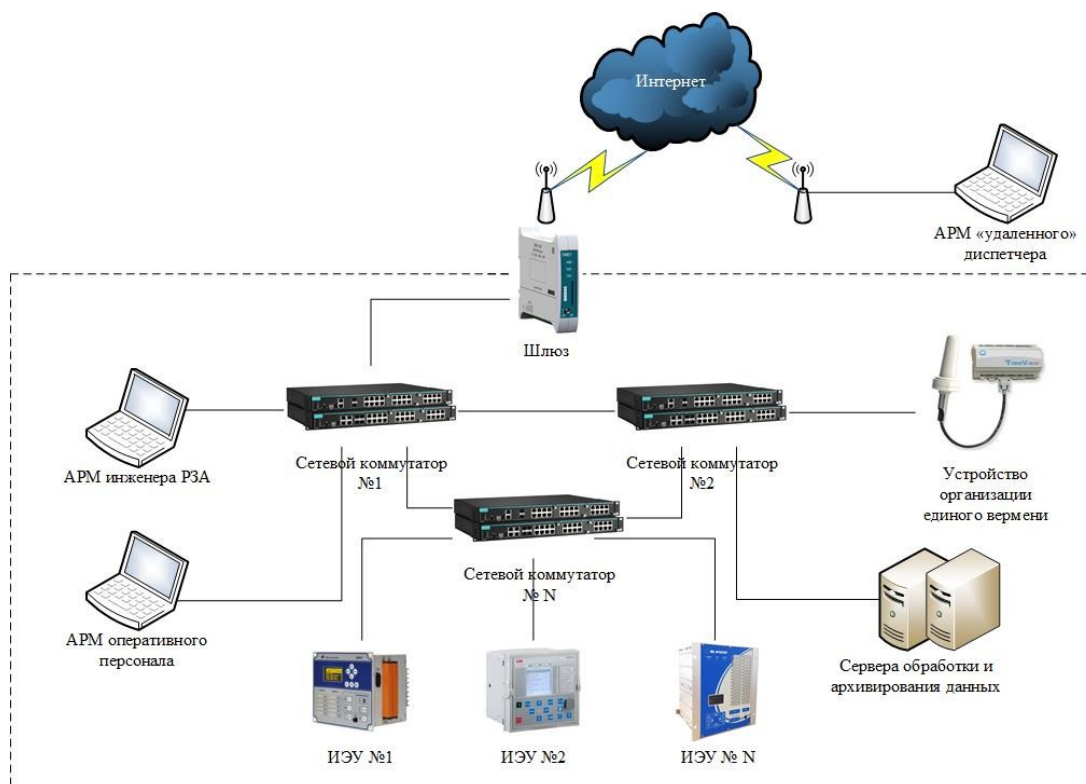 Интернет
АРМ «удаленного»
диспетчера
Шлюз
АРМ инженера РЗА
Сетевой коммутатор
№1
Сетевой коммутатор
№2
Устройство
организации
единого вермени
Сетевой коммутатор
№ N
АРМ оперативного
персонала
Сервера обработки и
архивирования данных
ИЭУ №1
ИЭУ №2
ИЭУ № N